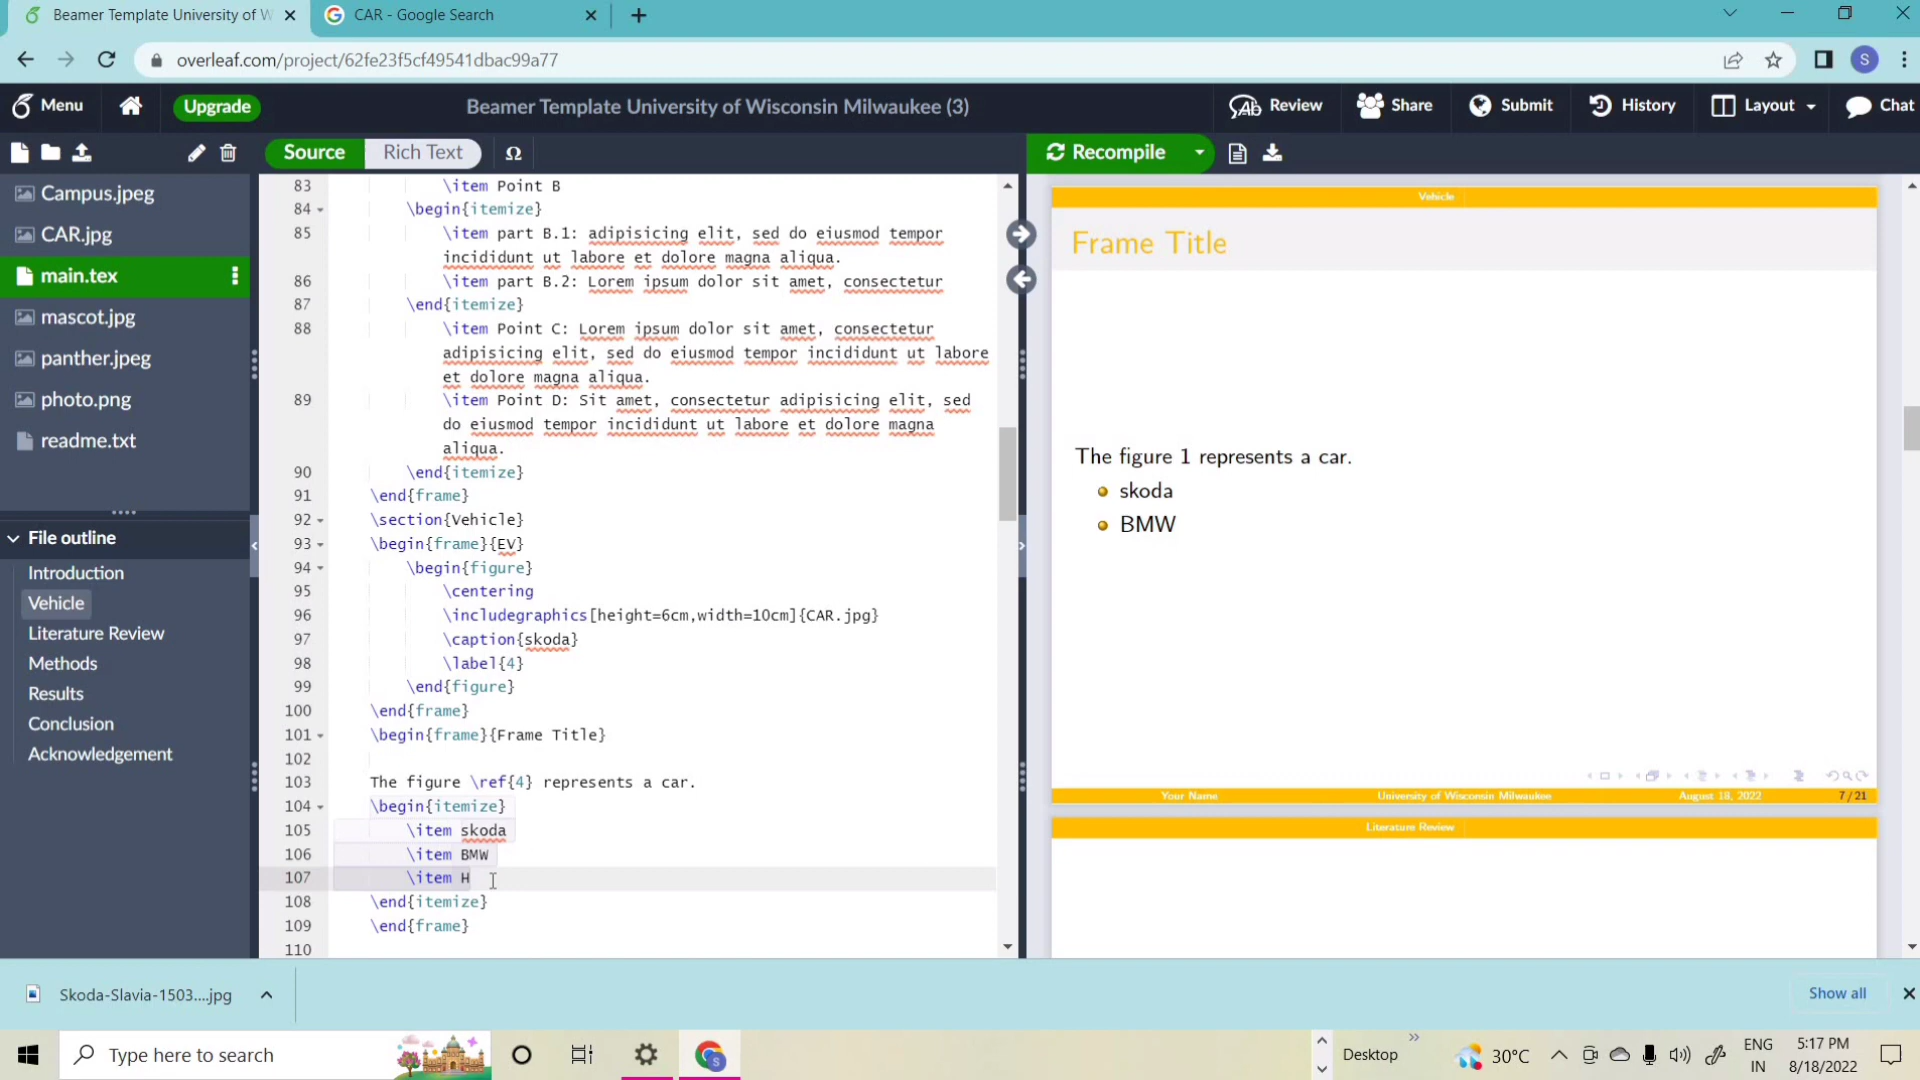 Beamer Template University of W
CAR - Google Search
overleaf.com/project/62fe23f5cf49541dbac99a77
S
Menu
Upgrade
Beamer Template University of Wisconsin Milwaukee (3)
Review
Share
Submit
History
Layout
Chat
Source
Rich Text
Ω
Recompile
Campus.jpeg
CAR.jpg
main.tex
mascot.jpg
panther.jpeg
photo.png
readme.txt
File outline
Introduction
Vehicle
Literature Review
Methods
Results
Conclusion
Acknowledgement
83 \item Point B
84 \begin{itemize}
85 \item part B.1: adipisicing elit, sed do eiusmod tempor
incididunt ut labore et dolore magna aliqua.
86 \item part B.2: Lorem ipsum dolor sit amet, consectetur
87 \end{itemize}
88 \item Point C: Lorem ipsum dolor sit amet, consectetur
adipisicing elit, sed do eiusmod tempor incididunt ut labore
et dolore magna aliqua.
89 \item Point D: Sit amet, consectetur adipisicing elit, sed
do eiusmod tempor incididunt ut labore et dolore magna
aliqua.
90 \end{itemize}
91 \end{frame}
92 \section{Vehicle}
93 \begin{frame}{EV}
94 \begin{figure}
95 \centering
96 \includegraphics[height=6cm,width=10cm]{CAR.jpg}
97 \caption{skoda}
98 \label{4}
99 \end{figure}
100 \end{frame}
101 \begin{frame}{Frame Title}
102
103 The figure \ref{4} represents a car.
104 \begin{itemize}
105 \item skoda
106 \item BMW
107 \item H
108 \end{itemize}
109 \end{frame}
110
Vehicle
Frame Title
The figure 1 represents a car.
skoda
BMW
Your Name University of Wisconsin Milwaukee August 18, 2022 7 / 21
Literature Review
Skoda-Slavia-1503....jpg
Show all
Type here to search
S
Desktop
30°C
ENG
IN
5:17 PM
8/18/2022